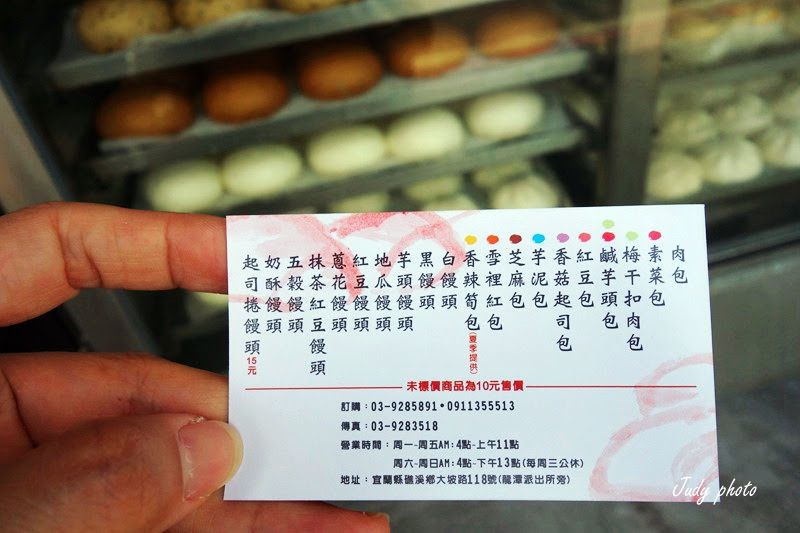 肉包
素菜包
梅干扣肉包
鹹芋頭包
紅豆包
香菇起司包
芋泥包
芝麻包
雪裡紅包
香辣筍包(夏季提供)
白饅頭
黑饅頭
芋頭饅頭
地瓜饅頭
紅豆饅頭
蔥花饅頭
抹茶紅豆饅頭
五穀饅頭
奶酥饅頭
起司捲饅頭15元
未標價商品為10元售價
訂購：03-9285891•0911355513
傳真：03-9283518
營業時間：周一~周五AM:4點~上午11點
周六~周日AM:4點~下午13點(每周三公休)
地址：宜蘭縣礁溪鄉大坡路118號(龍潭派出所旁)
Judy photo